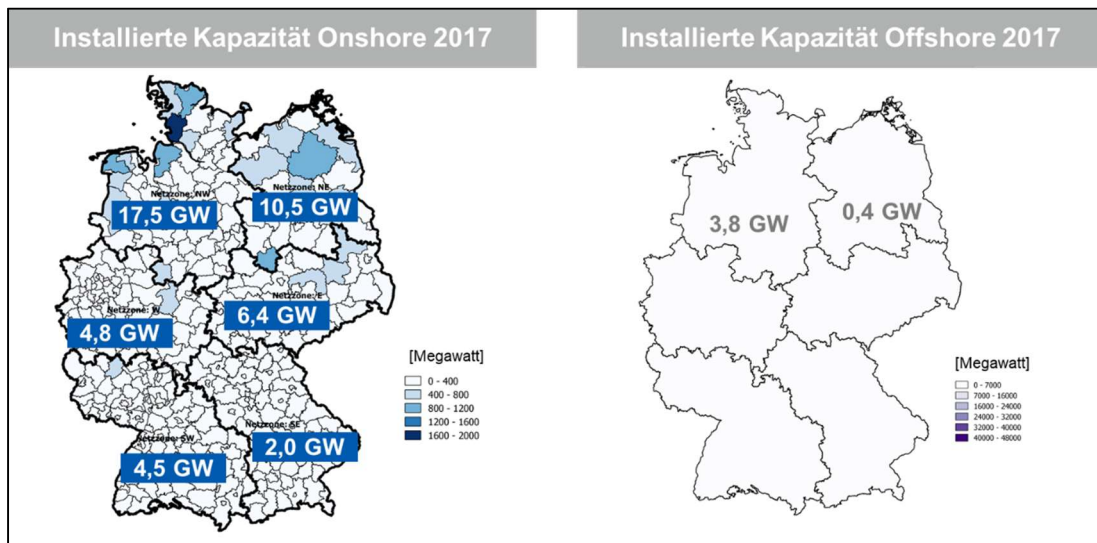 Installierte Kapazität Onshore 2017
Installierte Kapazität Offshore 2017
Netzzone: NW
17,5 GW
Netzzone: NE
10,5 GW
Netzzone: W
4,8 GW
Netzzone: E
6,4 GW
Netzzone: SW
4,5 GW
Netzzone: SE
2,0 GW
[Megawatt]
0 - 400
400 - 800
800 - 1200
1200 - 1600
1600 - 2000
3,8 GW
0,4 GW
[Megawatt]
0 - 7000
7000 - 16000
16000 - 24000
24000 - 32000
32000 - 40000
40000 - 48000